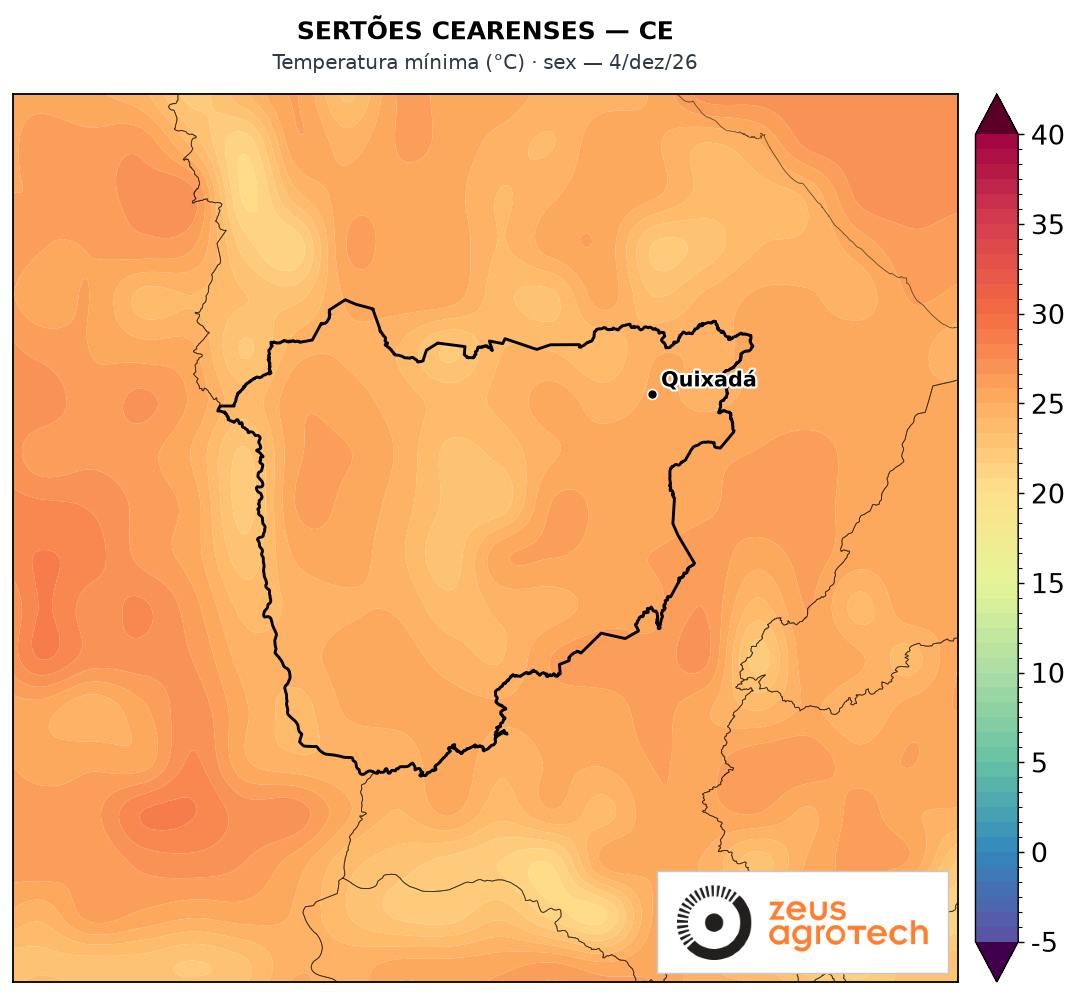 SERTÕES CEARENSES — CE
Temperatura mínima (°C) · sex — 4/dez/26
Quixadá
40
35
30
25
20
15
10
5
0
-5
zeus
agrotech